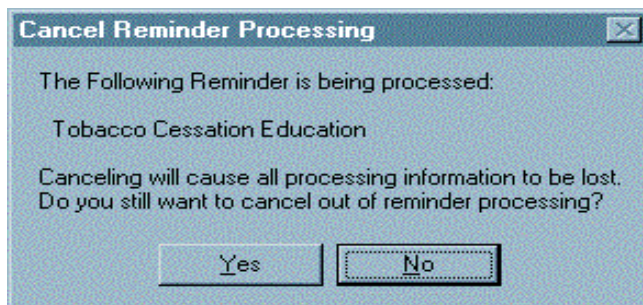 Cancel Reminder Processing
The Following Reminder is being processed:
Tobacco Cessation Education
Canceling will cause all processing information to be lost.
Do you still want to cancel out of reminder processing?
Yes
No